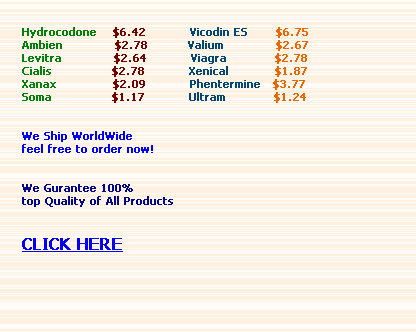 Hydrocodone $6.42 Vicodin ES $6.75
Ambien $2.78 Valium $2.67
Levitra $2.64 Viagra $2.78
Cialis $2.78 Xenical $1.87
Xanax $2.09 Phentermine $3.77
Soma $1.17 Ultram $1.24
We Ship WorldWide
feel free to order now!
We Gurantee 100%
top Quality of All Products
CLICK HERE